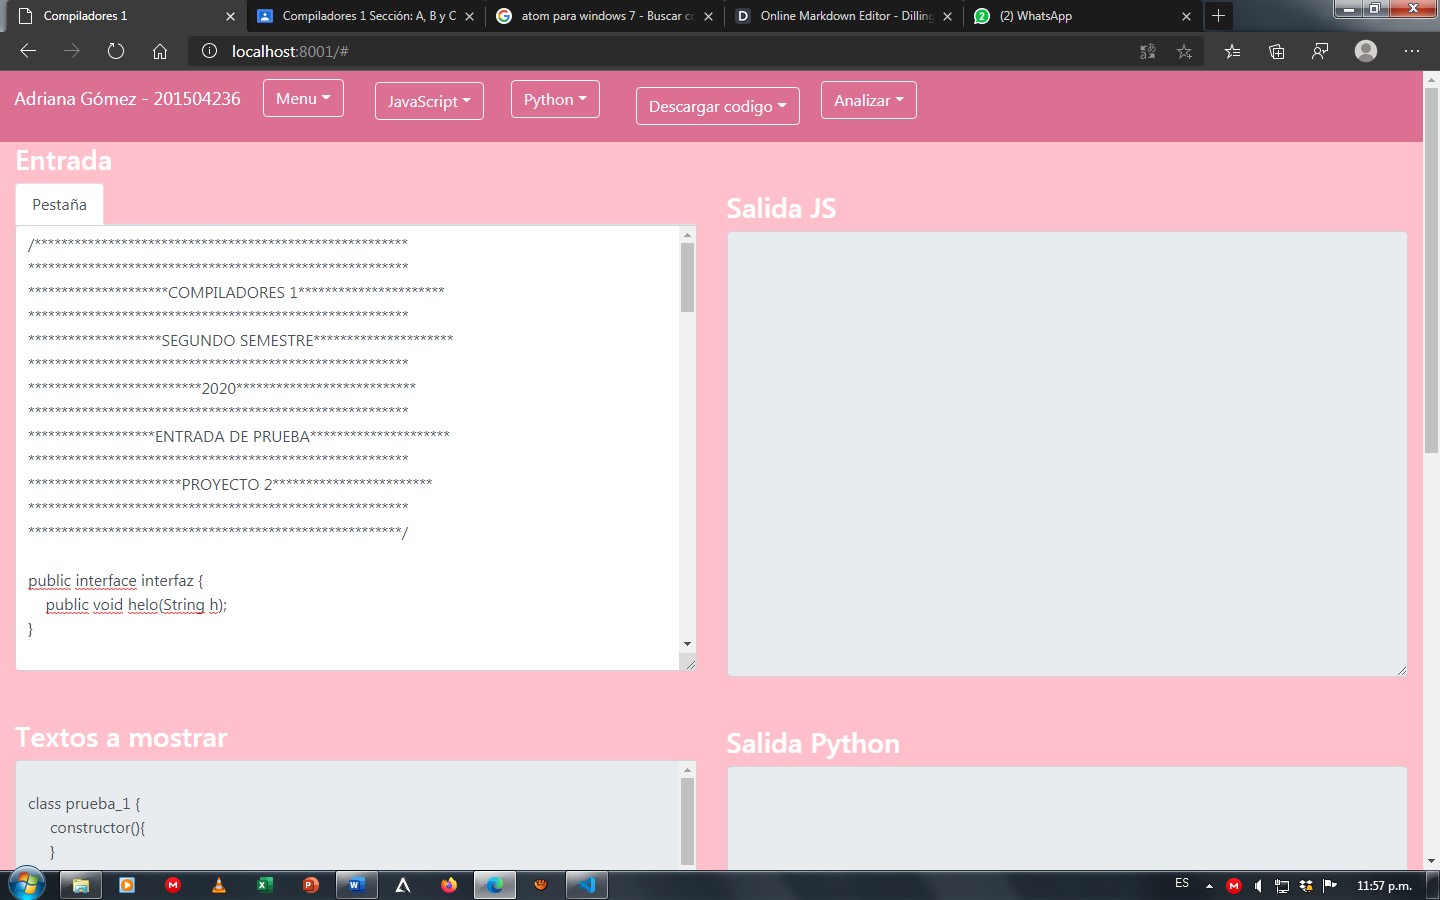 Compiladores 1
Compiladores 1 Sección: A, B y C
atom para windows 7 - Buscar c
Online Markdown Editor - Dilling
(2) WhatsApp
localhost:8001/#
Adriana Gómez - 201504236
Menu
JavaScript
Python
Descargar codigo
Analizar
Entrada
Pestaña
/********************************************************
*********************************************************
*********************COMPILADORES 1**********************
*********************************************************
********************SEGUNDO SEMESTRE*********************
*********************************************************
**************************2020***************************
*********************************************************
*******************ENTRADA DE PRUEBA*********************
*********************************************************
***********************PROYECTO 2************************
*********************************************************
********************************************************/
public interface interfaz {
public void helo(String h);
}
Salida JS
Textos a mostrar
class prueba_1 {
constructor(){
}
Salida Python
ES
11:57 p.m.